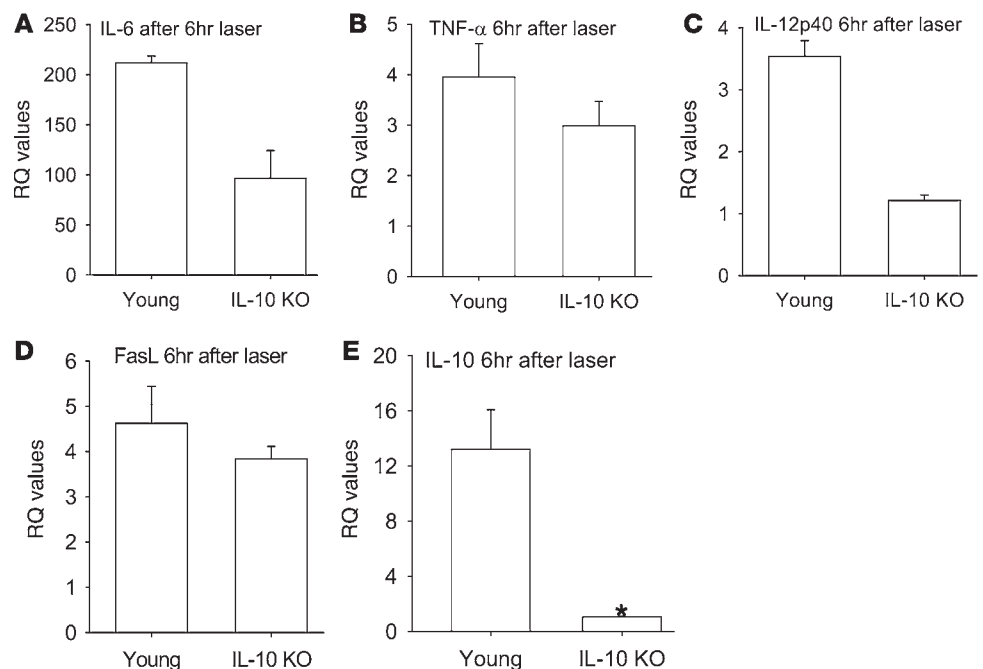 A
IL-6 after 6hr laser
250
200
150
100
50
0
RQ values
Young
IL-10 KO
B
TNF-α 6hr after laser
5
4
3
2
1
0
RQ values
Young
IL-10 KO
C
IL-12p40 6hr after laser
4
3
2
1
0
RQ values
Young
IL-10 KO
D
FasL 6hr after laser
6
5
4
3
2
1
0
RQ values
Young
IL-10 KO
E
IL-10 6hr after laser
20
16
12
8
4
0
RQ values
*
Young
IL-10 KO